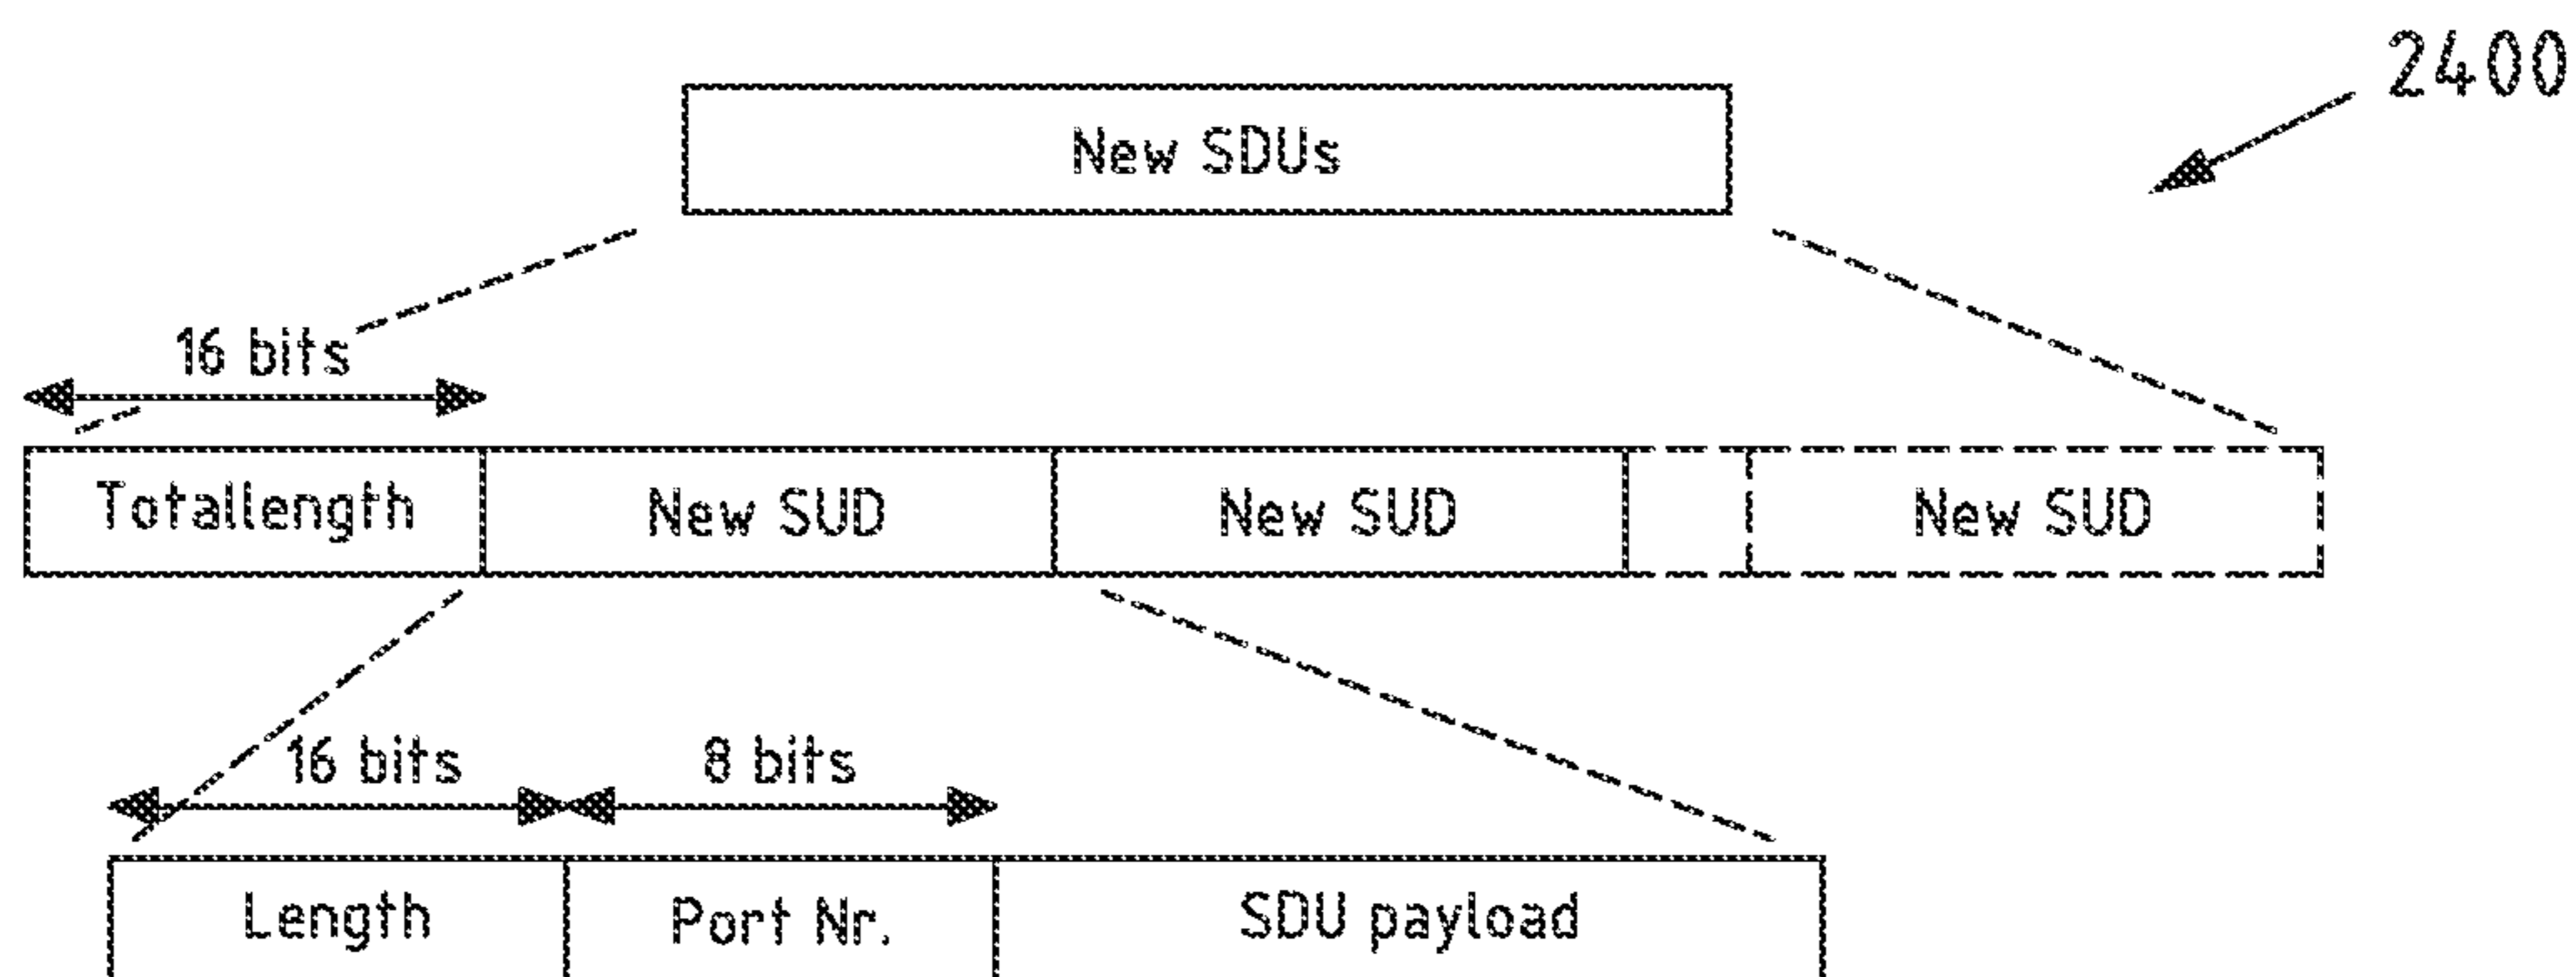 2400
New SDUs
16 bits
Totallength New SUD New SUD New SUD
16 bits 8 bits
Length Port Nr. SDU payload